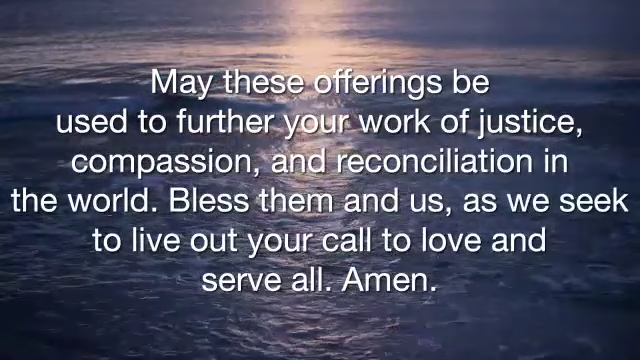 May these offerings be
used to further your work of justice,
compassion, and reconciliation in
the world. Bless them and us, as we seek
to live out your call to love and
serve all. Amen.